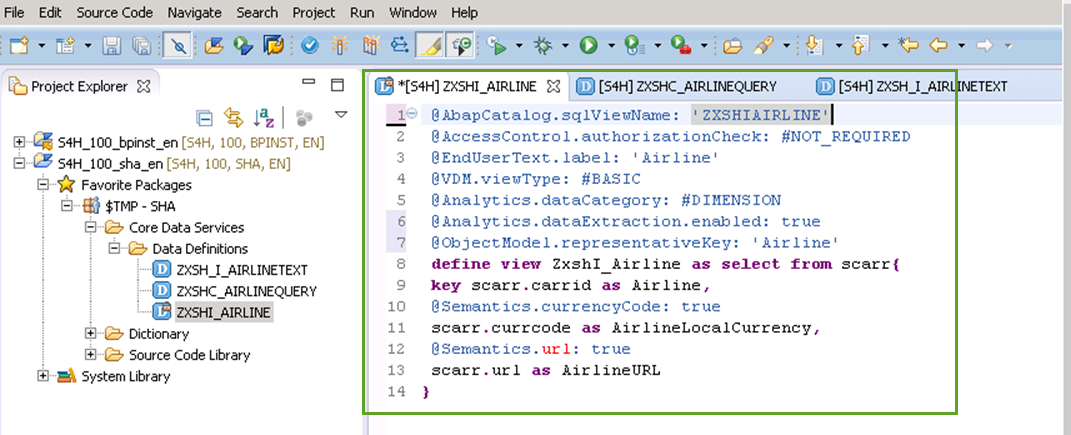 File Edit Source Code Navigate Search Project Run Window Help
Project Explorer
S4H_100_bpinst_en [S4H, 100, BPINST, EN]
S4H_100_sha_en [S4H, 100, SHA, EN]
Favorite Packages
$TMP - SHA
Core Data Services
Data Definitions
ZXSH_I_AIRLINETEXT
ZXSHC_AIRLINEQUERY
ZXSHI_AIRLINE
Dictionary
Source Code Library
System Library
*[S4H] ZXSHI_AIRLINE [S4H] ZXSHC_AIRLINEQUERY [S4H] ZXSH_I_AIRLINETEXT
1 @AbapCatalog.sqlViewName: 'ZXSHIAIRLINE'
2 @AccessControl.authorizationCheck: #NOT_REQUIRED
3 @EndUserText.label: 'Airline'
4 @VDM.viewType: #BASIC
5 @Analytics.dataCategory: #DIMENSION
6 @Analytics.dataExtraction.enabled: true
7 @ObjectModel.representativeKey: 'Airline'
8 define view ZxshI_Airline as select from scarr{
9 key scarr.carrid as Airline,
10 @Semantics.currencyCode: true
11 scarr.currcode as AirlineLocalCurrency,
12 @Semantics.url: true
13 scarr.url as AirlineURL
14 }